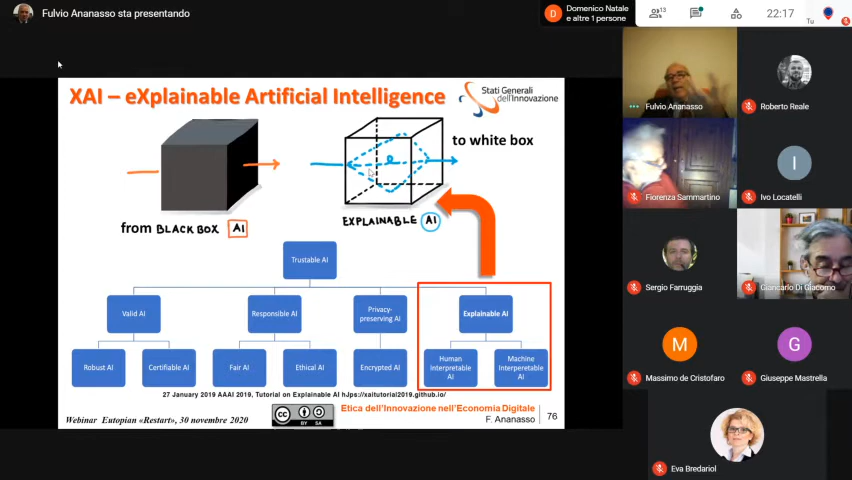 Fulvio Ananasso sta presentando
D
Domenico Natale
e altre 1 persone
13
22:17
Tu
XAI – eXplainable Artificial Intelligence
Stati Generali
dell'Innovazione
to white box
from BLACK BOX AI
EXPLAINABLE AI
Trustable AI
Valid AI
Responsible AI
Privacy-
preserving AI
Explainable AI
Robust AI
Certifiable AI
Fair AI
Ethical AI
Encrypted AI
Human
Interpretable
AI
Machine
Interperetable
AI
27 January 2019 AAAI 2019, Tutorial on Explainable AI hJps://xaitutorial2019.github.io/
Webinar Eutopian «Restart», 30 novembre 2020
cc
BY SA
Etica dell'Innovazione nell'Economia Digitale
F. Ananasso
76
Fulvio Ananasso
Roberto Reale
Fiorenza Sammartino
I
Ivo Locatelli
Sergio Farruggia
Giancarlo Di Giacomo
M
Massimo de Cristofaro
G
Giuseppe Mastrella
Eva Bredariol